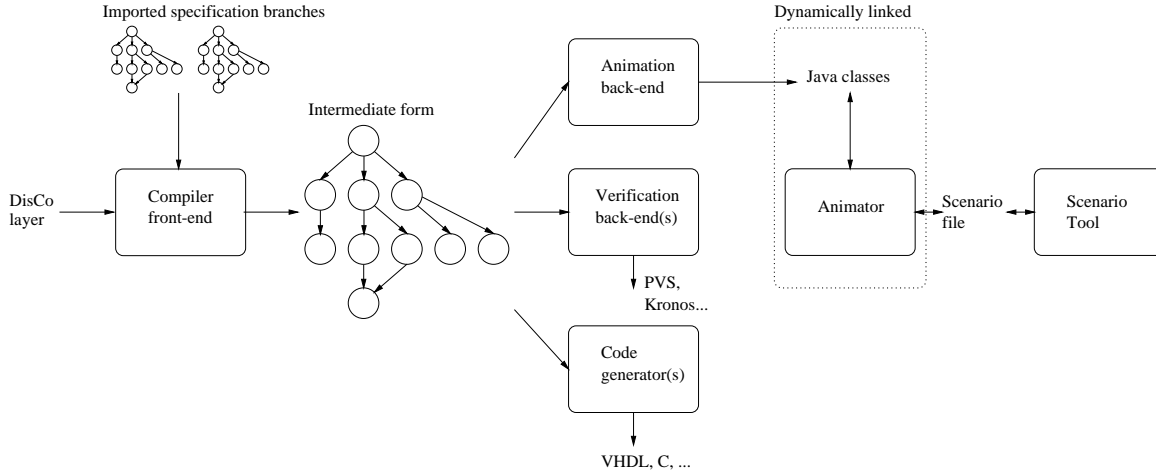 Imported specification branches
Dynamically linked
Animation
back-end
Java classes
Intermediate form
DisCo
layer
Compiler
front-end
Verification
back-end(s)
Animator
Scenario
file
Scenario
Tool
PVS,
Kronos...
Code
generator(s)
VHDL, C, ...